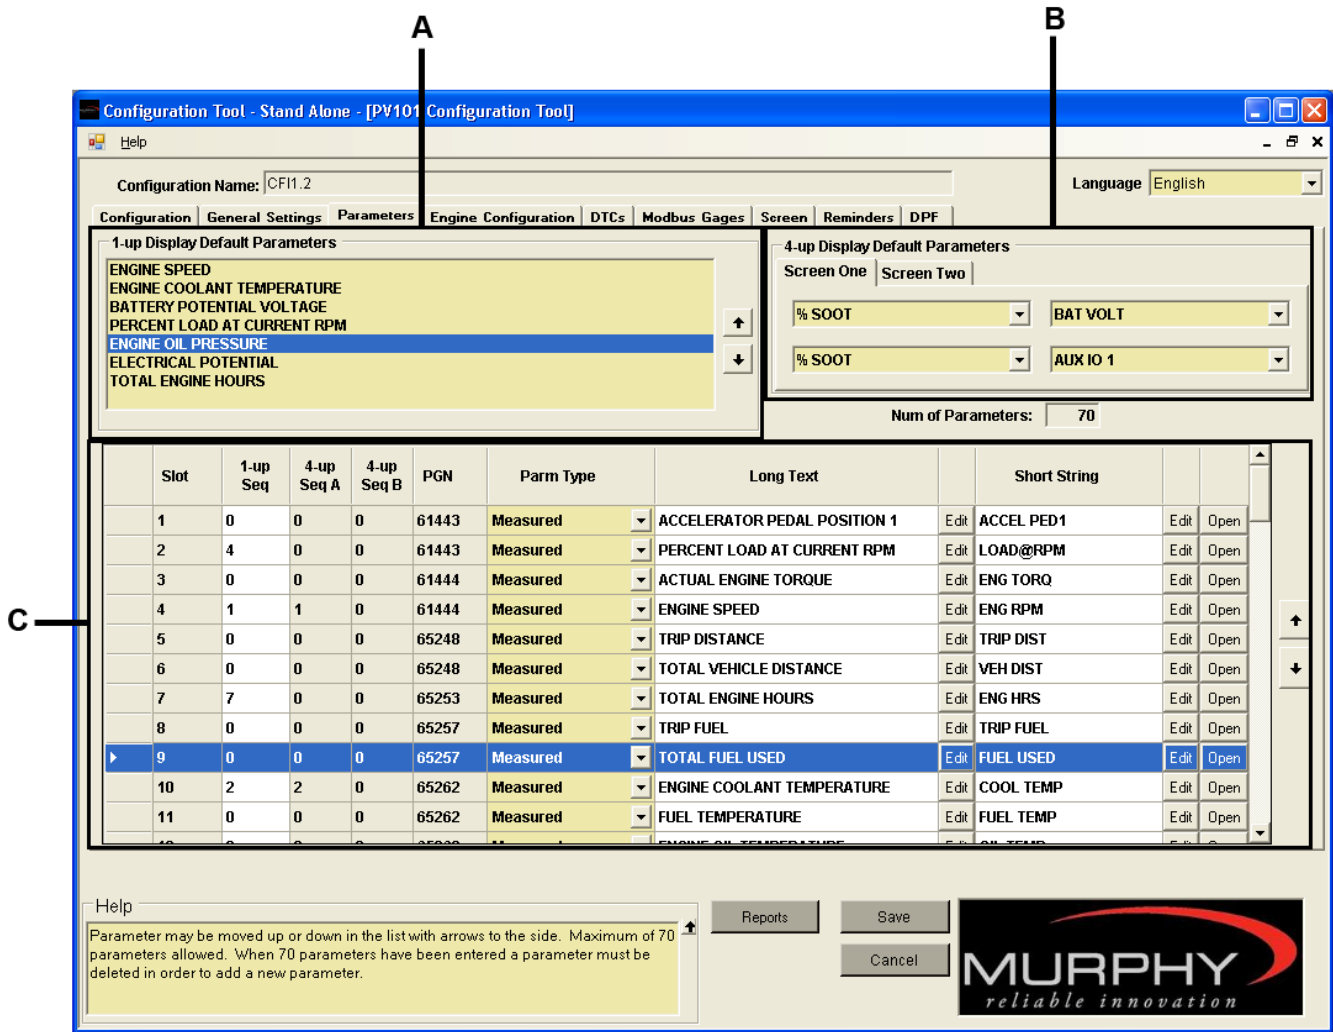 A
B
Configuration Tool - Stand Alone - [PV101 Configuration Tool]
Help
Configuration Name: CFI1.2
Language English
Configuration General Settings Parameters Engine Configuration DTCs Modbus Gages Screen Reminders DPF
1-up Display Default Parameters
ENGINE SPEED
ENGINE COOLANT TEMPERATURE
BATTERY POTENTIAL VOLTAGE
PERCENT LOAD AT CURRENT RPM
ENGINE OIL PRESSURE
ELECTRICAL POTENTIAL
TOTAL ENGINE HOURS
4-up Display Default Parameters
Screen One Screen Two
% SOOT BAT VOLT
% SOOT AUX IO 1
Num of Parameters: 70
C
Slot 1-up Seq 4-up Seq A 4-up Seq B PGN Parm Type Long Text Short String
1 0 0 0 61443 Measured ACCELERATOR PEDAL POSITION 1 Edit ACCEL PED1 Edit Open
2 4 0 0 61443 Measured PERCENT LOAD AT CURRENT RPM Edit LOAD@RPM Edit Open
3 0 0 0 61444 Measured ACTUAL ENGINE TORQUE Edit ENG TORQ Edit Open
4 1 1 0 61444 Measured ENGINE SPEED Edit ENG RPM Edit Open
5 0 0 0 65248 Measured TRIP DISTANCE Edit TRIP DIST Edit Open
6 0 0 0 65248 Measured TOTAL VEHICLE DISTANCE Edit VEH DIST Edit Open
7 7 0 0 65253 Measured TOTAL ENGINE HOURS Edit ENG HRS Edit Open
8 0 0 0 65257 Measured TRIP FUEL Edit TRIP FUEL Edit Open
9 0 0 0 65257 Measured TOTAL FUEL USED Edit FUEL USED Edit Open
10 2 2 0 65262 Measured ENGINE COOLANT TEMPERATURE Edit COOL TEMP Edit Open
11 0 0 0 65262 Measured FUEL TEMPERATURE Edit FUEL TEMP Edit Open
Help
Parameter may be moved up or down in the list with arrows to the side. Maximum of 70
parameters allowed. When 70 parameters have been entered a parameter must be
deleted in order to add a new parameter.
Reports
Save
Cancel
MURPHY
reliable innovation